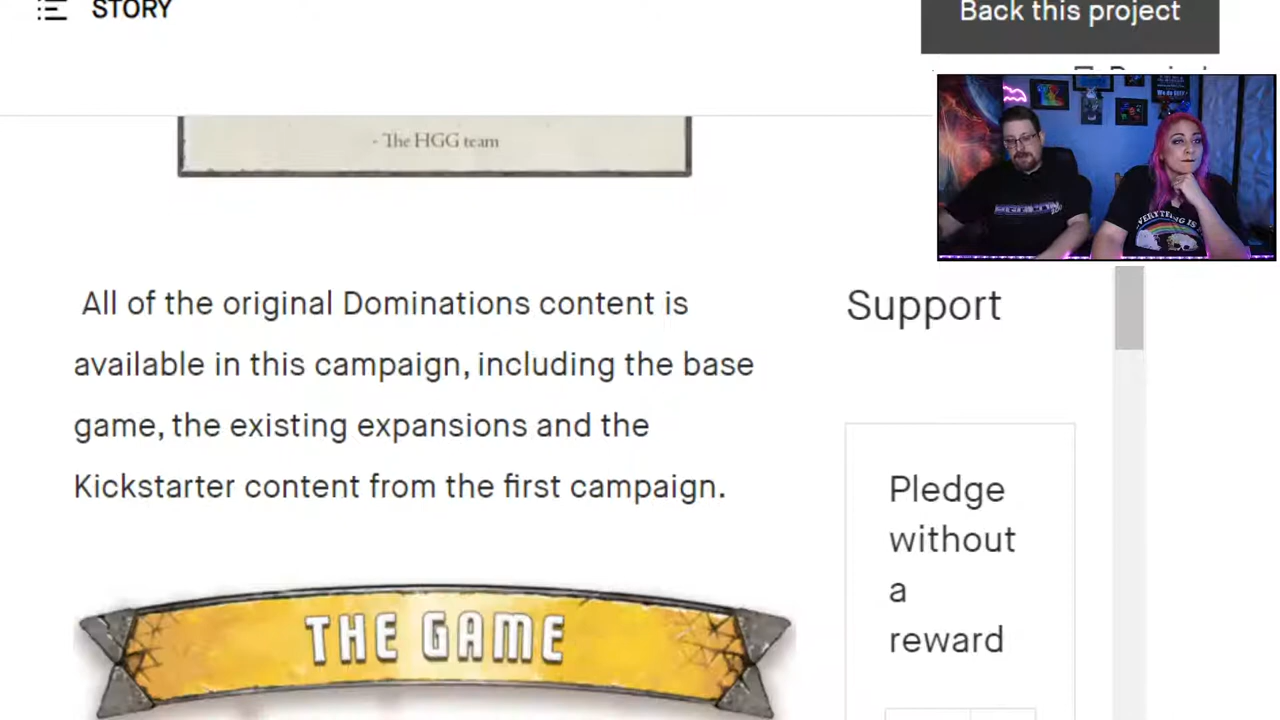 STORY
Back this project
- The HGG team
All of the original Dominations content is
available in this campaign, including the base
game, the existing expansions and the
Kickstarter content from the first campaign.
THE GAME
Support
Pledge
without
a
reward